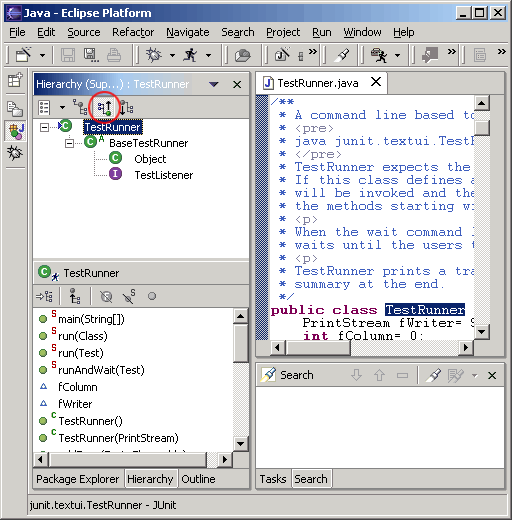 Java - Eclipse Platform
File Edit Source Refactor Navigate Search Project Run Window Help
Hierarchy (Sup...) : TestRunner
TestRunner
BaseTestRunner
Object
TestListener
TestRunner
main(String[])
run(Class)
run(Test)
runAndWait(Test)
fColumn
fWriter
TestRunner()
TestRunner(PrintStream)
Package Explorer Hierarchy Outline
TestRunner.java
/**
* A command line based to
* <pre>
* java junit.textui.TestR
* </pre>
* TestRunner expects the
* If this class defines a
* will be invoked and the
* the methods starting wi
* <p>
* When the wait command l
* waits until the users t
* <p>
* TestRunner prints a tra
* summary at the end.
*/
public class TestRunner
PrintStream fWriter= S
int fColumn= 0;
Search
Tasks Search
junit.textui.TestRunner - JUnit